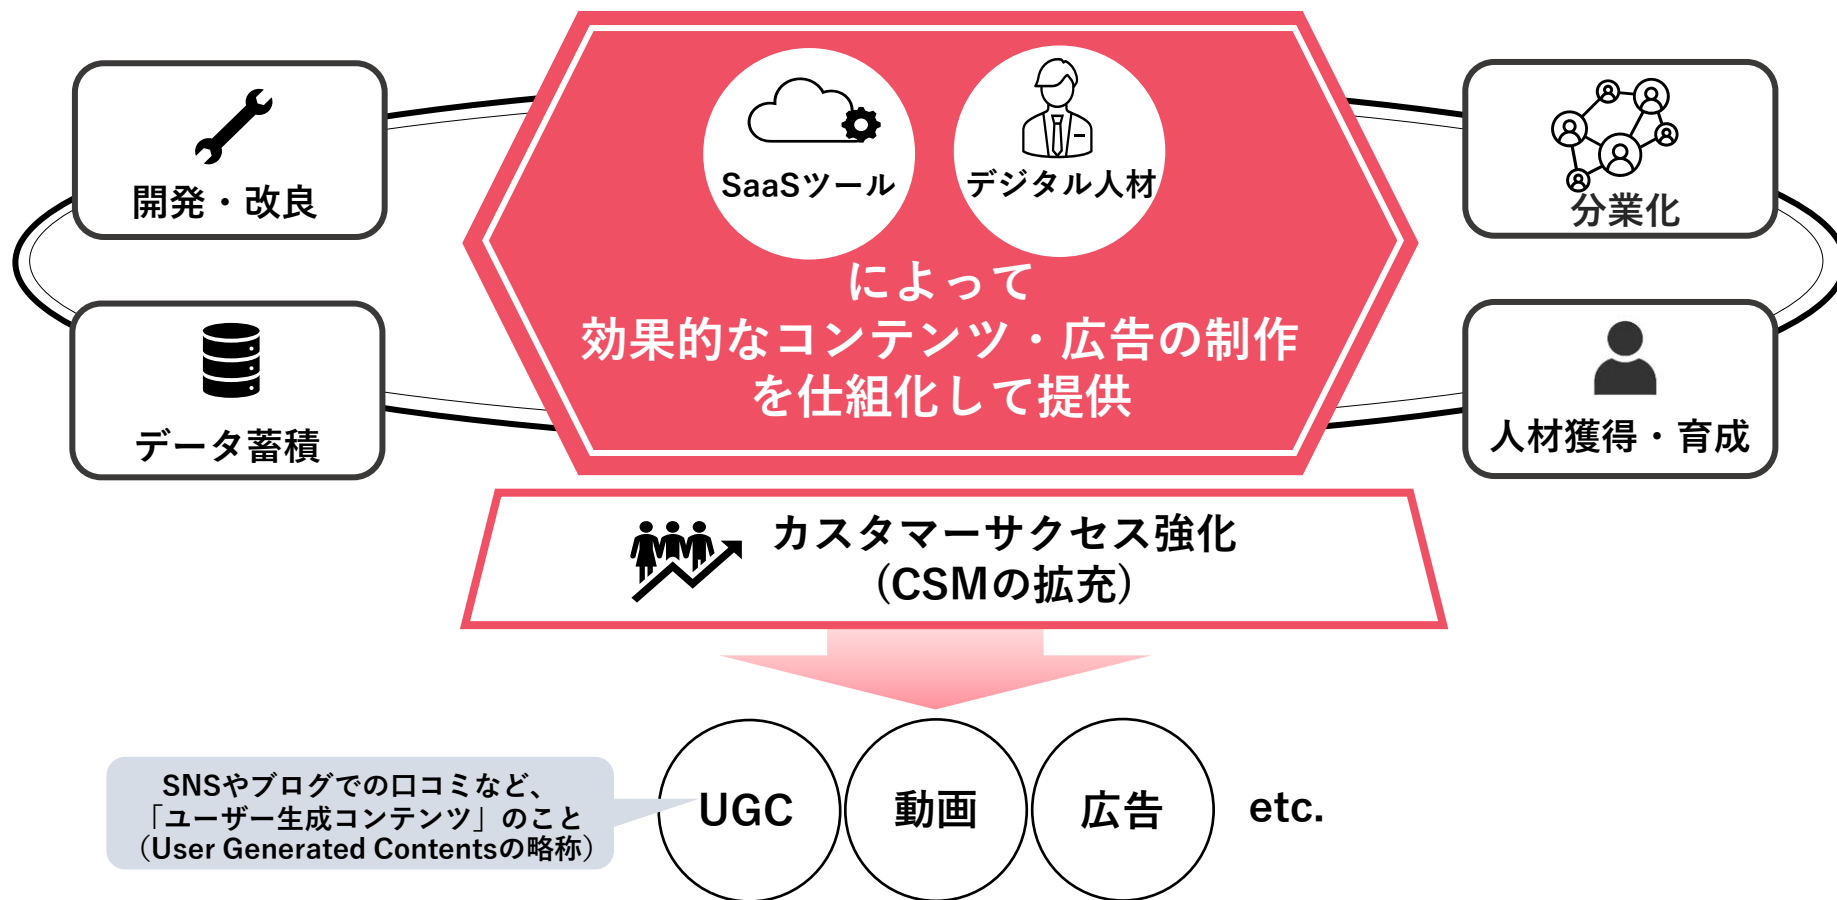 開発・改良
データ蓄積
SaaSツール
デジタル人材
によって
効果的なコンテンツ・広告の制作
を仕組化して提供
分業化
人材獲得・育成
カスタマーサクセス強化
（CSMの拡充）
SNSやブログでの口コミなど、
「ユーザー生成コンテンツ」のこと
（User Generated Contentsの略称）
UGC
動画
広告
etc.